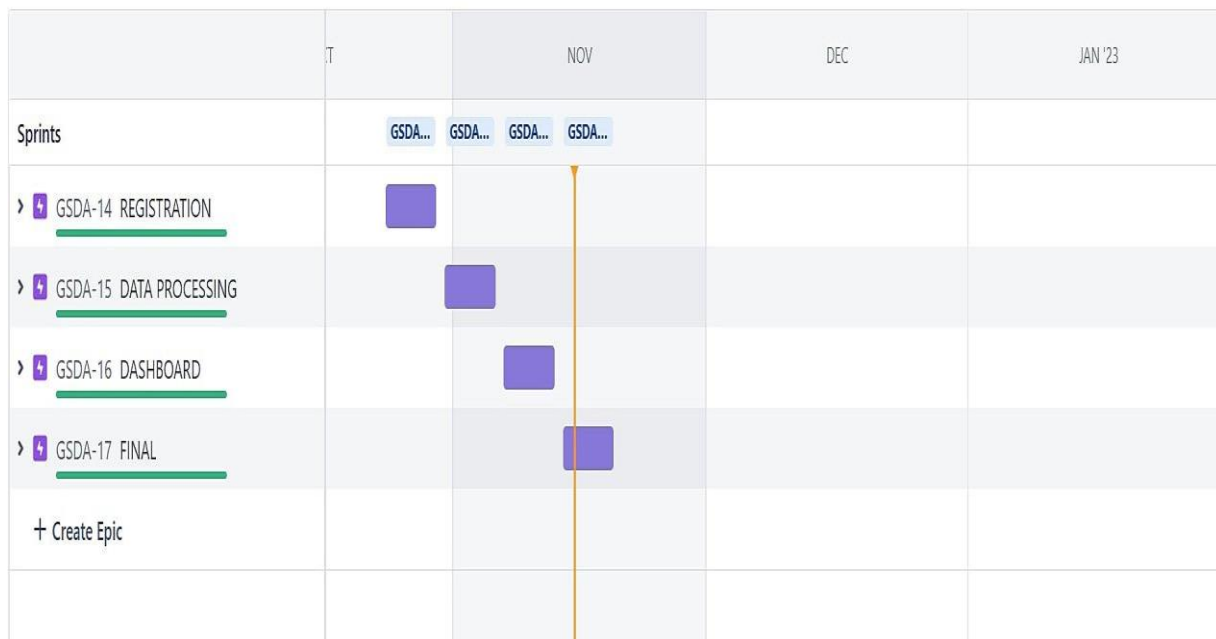 NOV DEC JAN '23
Sprints GSDA... GSDA... GSDA... GSDA...
GSDA-14 REGISTRATION
GSDA-15 DATA PROCESSING
GSDA-16 DASHBOARD
GSDA-17 FINAL
+ Create Epic